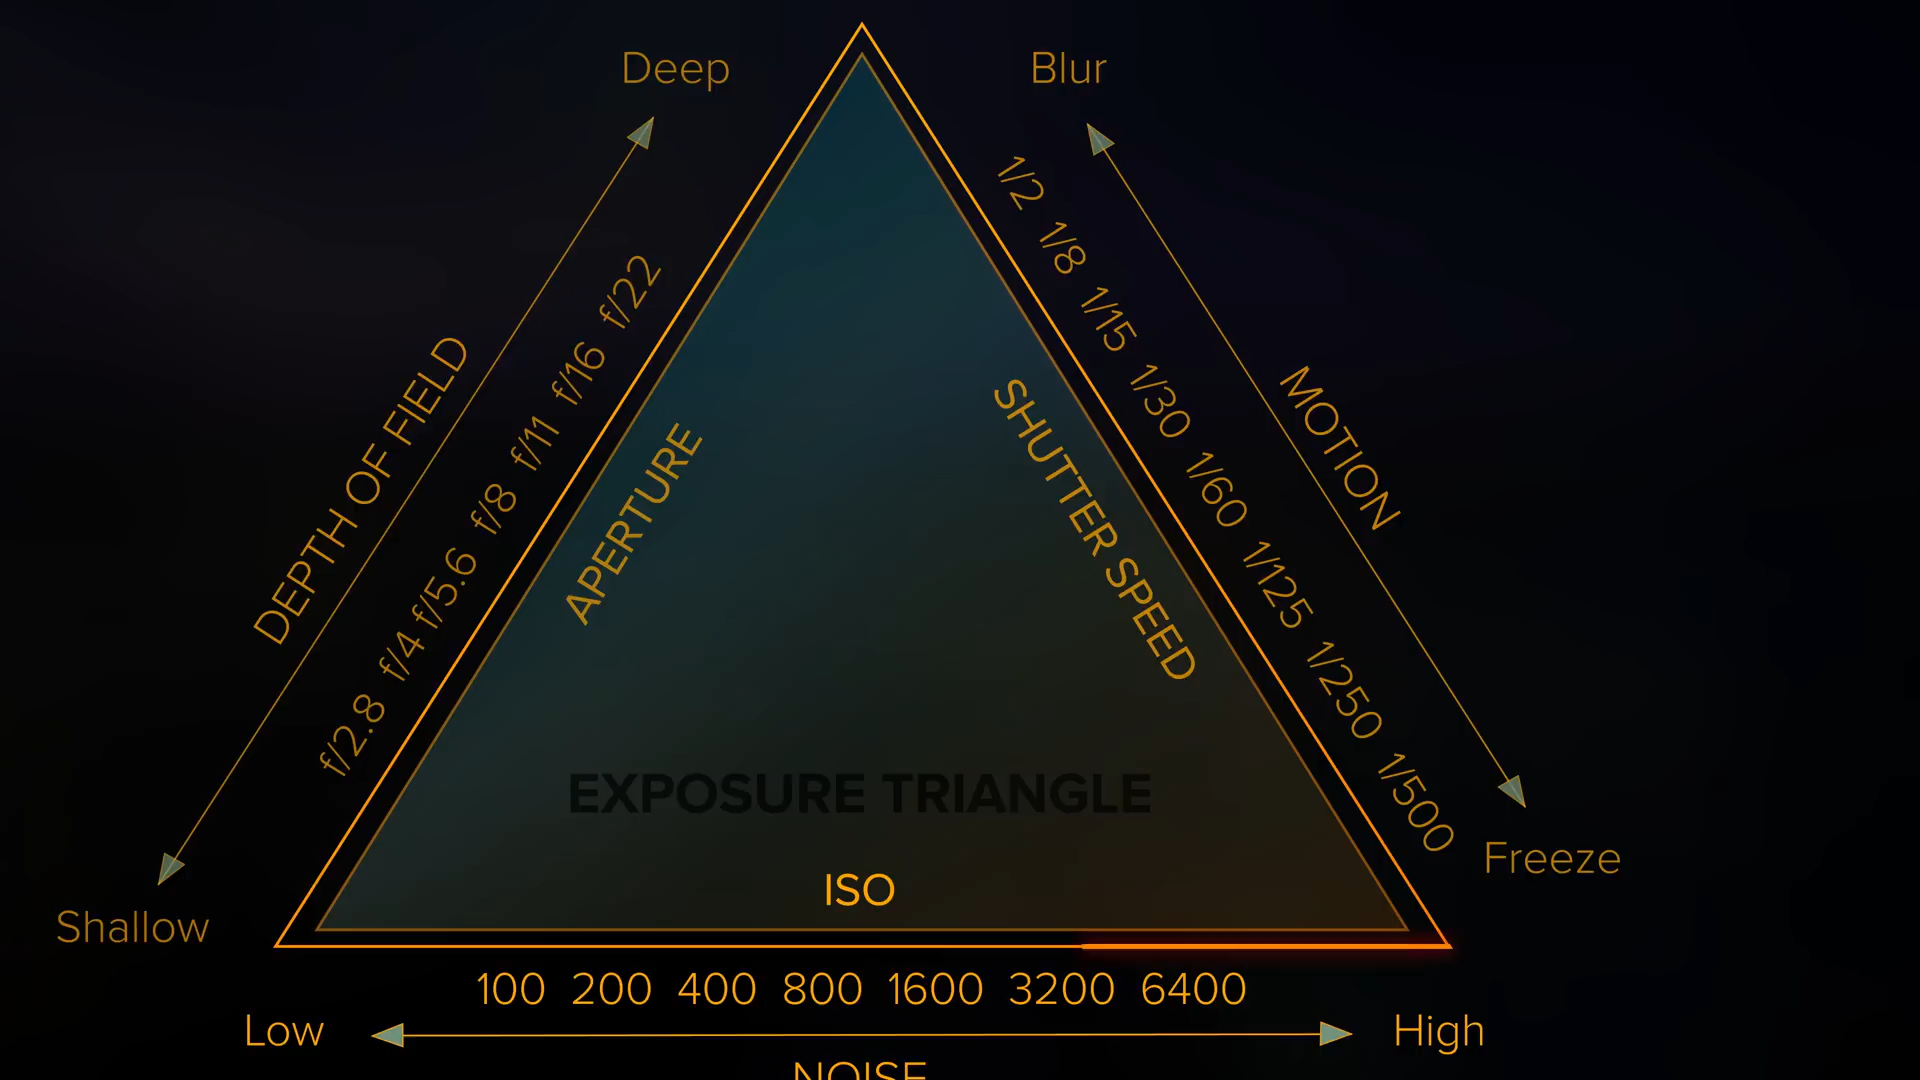 Deep
Blur
DEPTH OF FIELD
f/2.8 f/4 f/5.6 f/8 f/11 f/16 f/22
APERTURE
SHUTTER SPEED
1/2 1/8 1/15 1/30 1/60 1/125 1/250 1/500
MOTION
EXPOSURE TRIANGLE
Freeze
ISO
Shallow
100 200 400 800 1600 3200 6400
Low
High
NOISE